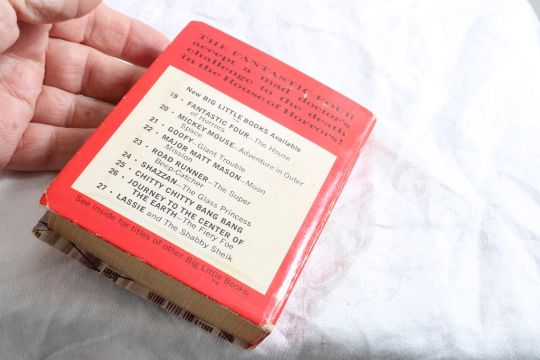 THE FANTASTIC FOUR
accept a mad doctor's
challenge to the death
in the House of Horrors!
New BIG LITTLE BOOKS Available
19 • FANTASTIC FOUR—The House
of Horrors
20 • MICKEY MOUSE—Adventure in Outer
Space
21 • GOOFY—Giant Trouble
22 • MAJOR MATT MASON—Moon
Mission
23 • ROAD RUNNER—The Super
Beep-Catcher
24 • SHAZZAN—The Glass Princess
25 • CHITTY CHITTY BANG BANG
26 • JOURNEY TO THE CENTER OF
THE EARTH—The Fiery Foe
27 • LASSIE and The Shabby Sheik
See inside for titles of other Big Little Books.